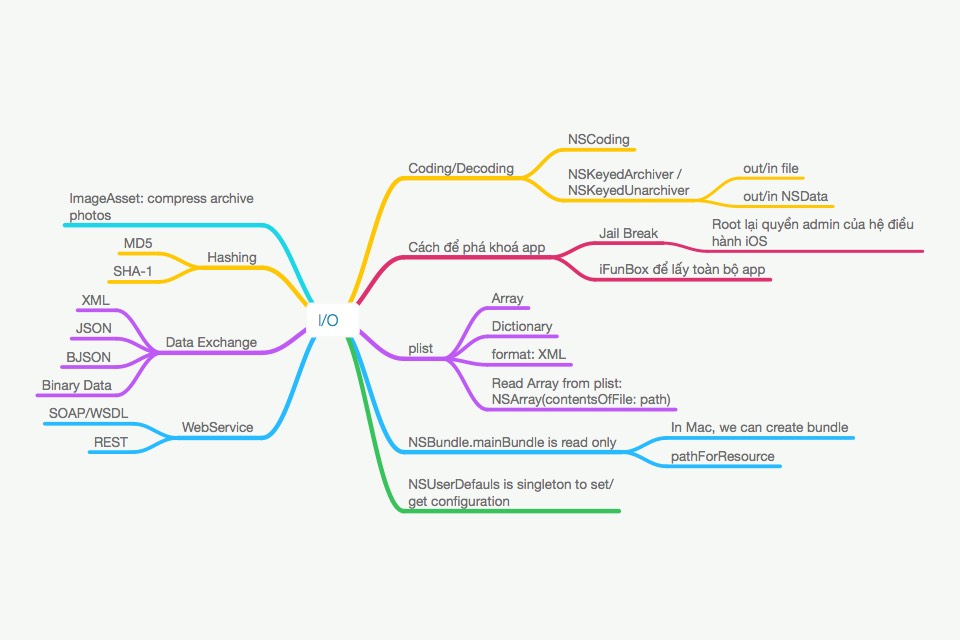 I/O
ImageAsset: compress archive
photos
Hashing
MD5
SHA-1
Data Exchange
XML
JSON
BJSON
Binary Data
WebService
SOAP/WSDL
REST
Coding/Decoding
NSCoding
NSKeyedArchiver /
NSKeyedUnarchiver
out/in file
out/in NSData
Cách để phá khoá app
Jail Break
Root lại quyền admin của hệ điều
hành iOS
iFunBox để lấy toàn bộ app
plist
Array
Dictionary
format: XML
Read Array from plist:
NSArray(contentsOfFile: path)
NSBundle.mainBundle is read only
In Mac, we can create bundle
pathForResource
NSUserDefauls is singleton to set/
get configuration